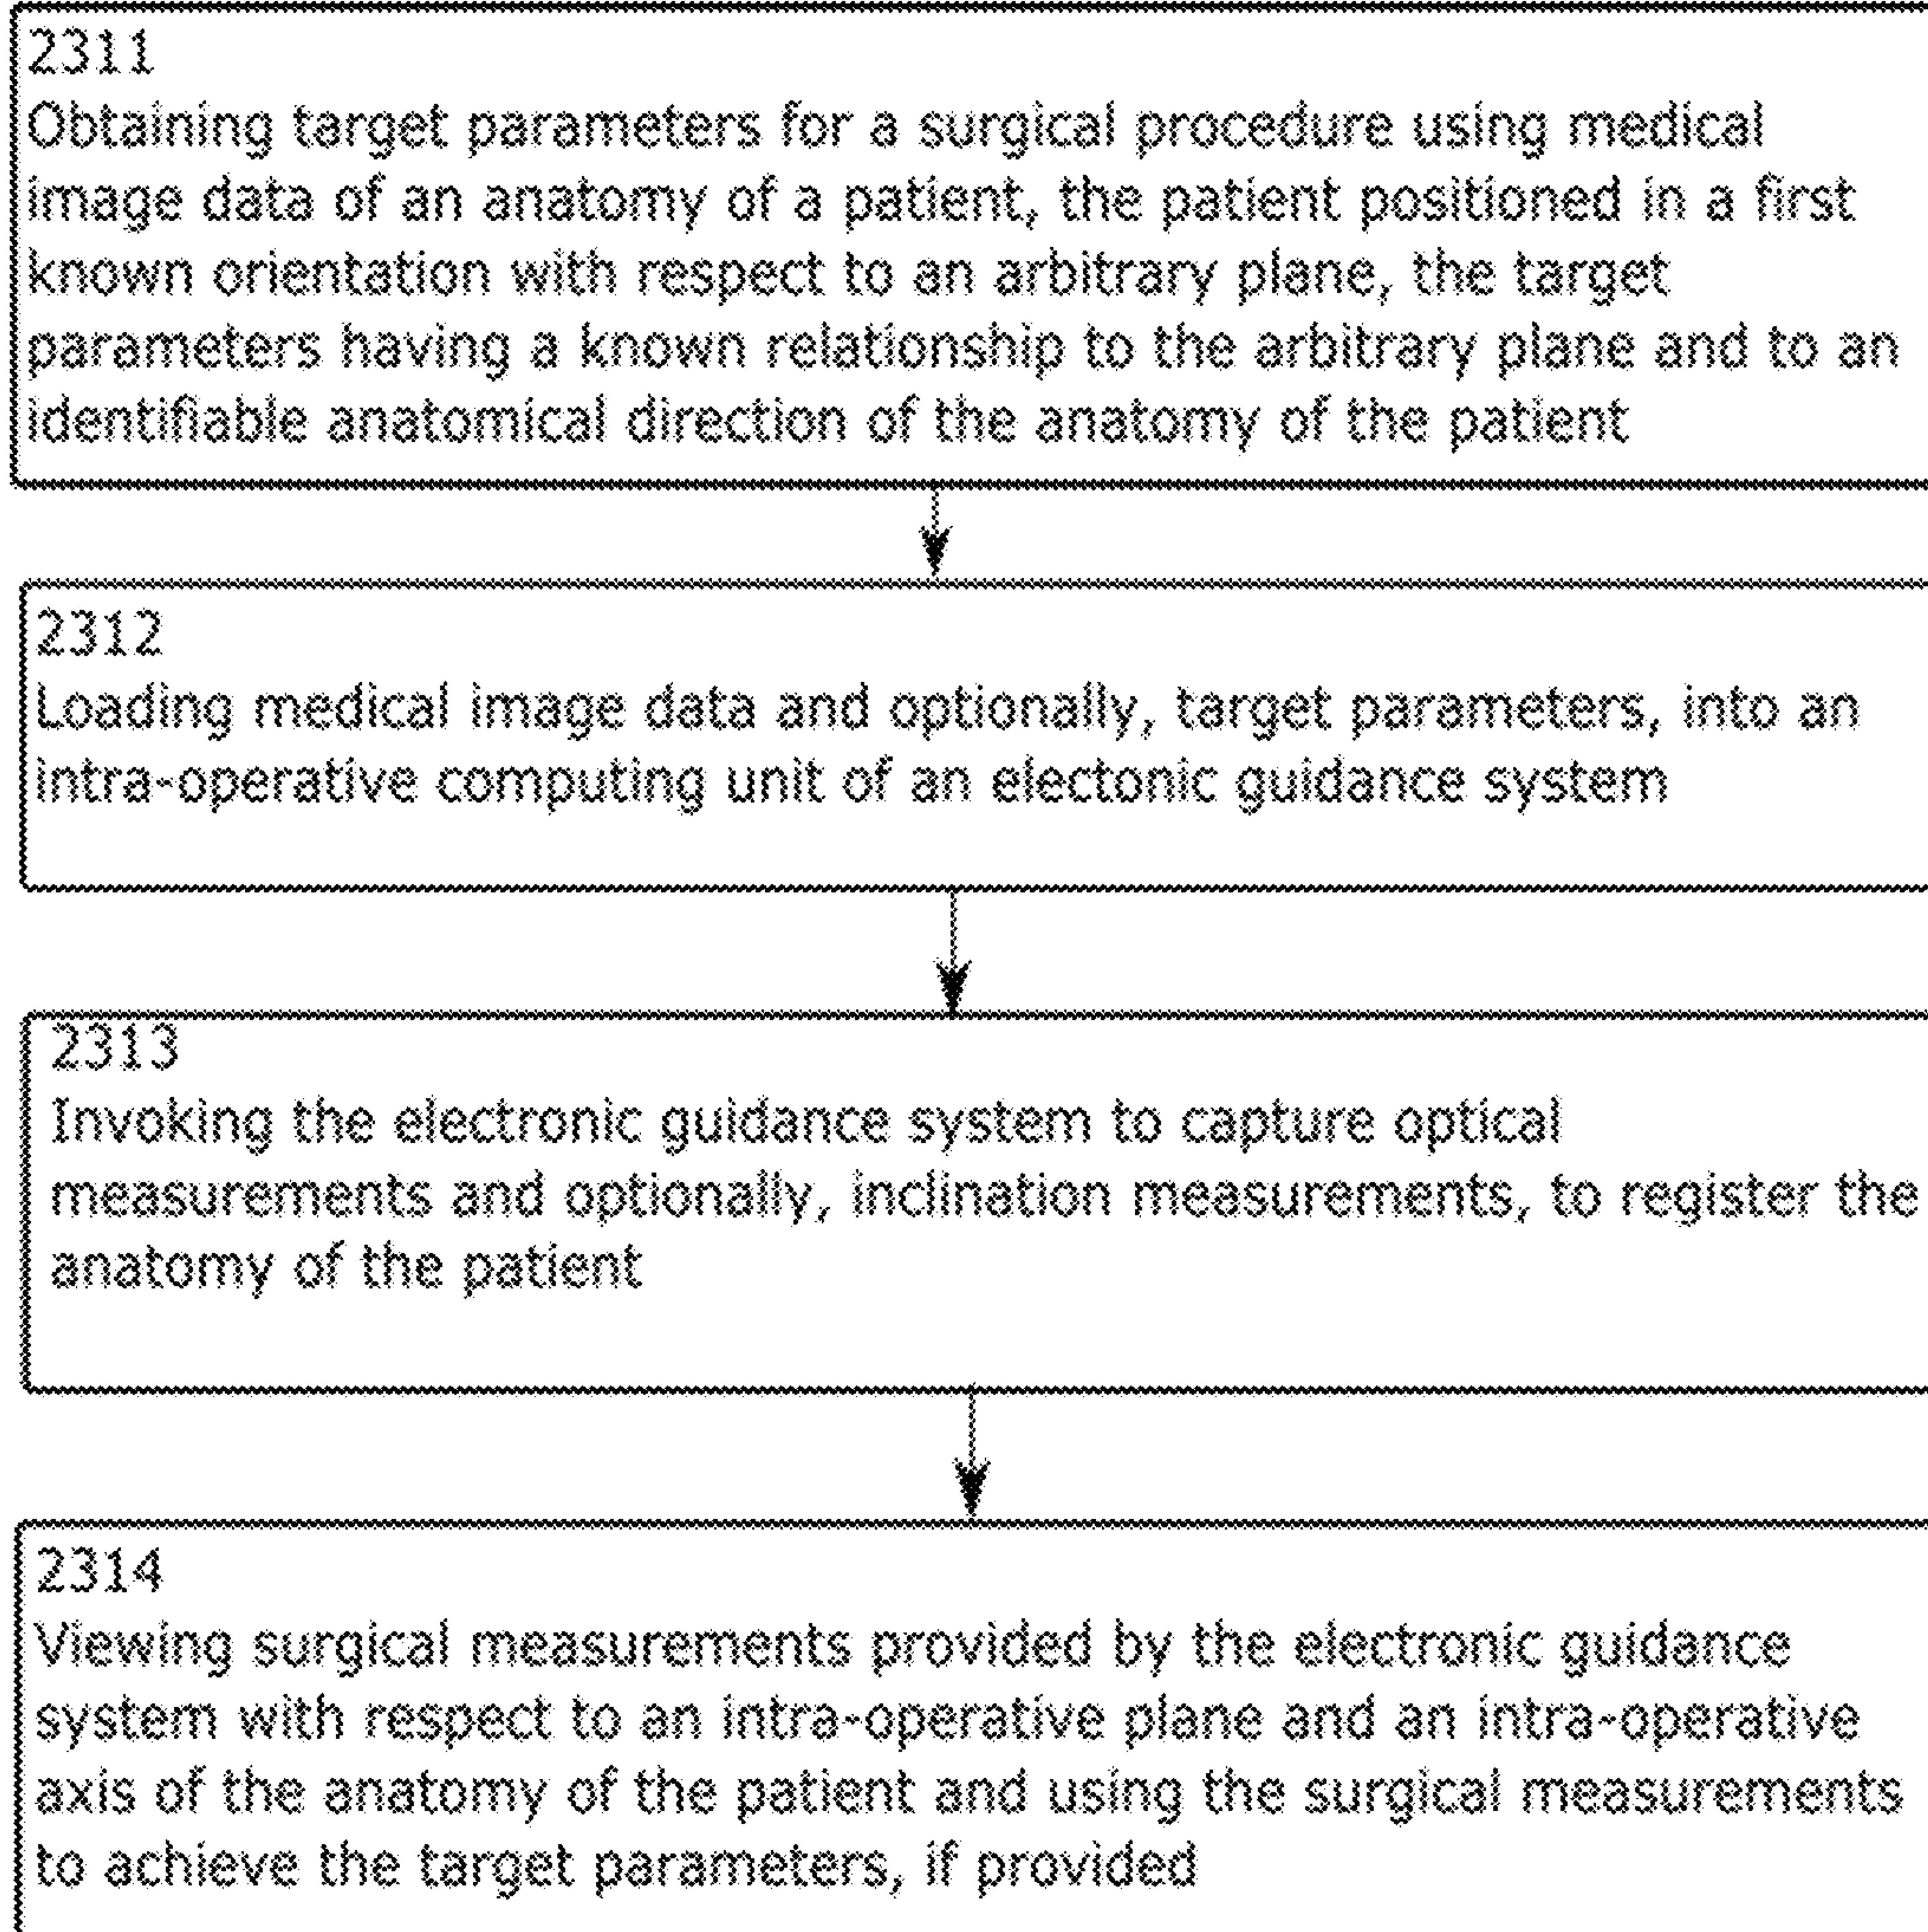 2311
Obtaining target parameters for a surgical procedure using medical
image data of an anatomy of a patient, the patient positioned in a first
known orientation with respect to an arbitrary plane, the target
parameters having a known relationship to the arbitrary plane and to an
identifiable anatomical direction of the anatomy of the patient
2312
Loading medical image data and optionally, target parameters, into an
intra-operative computing unit of an electonic guidance system
2313
Invoking the electronic guidance system to capture optical
measurements and optionally, inclination measurements, to register the
anatomy of the patient
2314
Viewing surgical measurements provided by the electronic guidance
system with respect to an intra-operative plane and an intra-operative
axis of the anatomy of the patient and using the surgical measurements
to achieve the target parameters, if provided